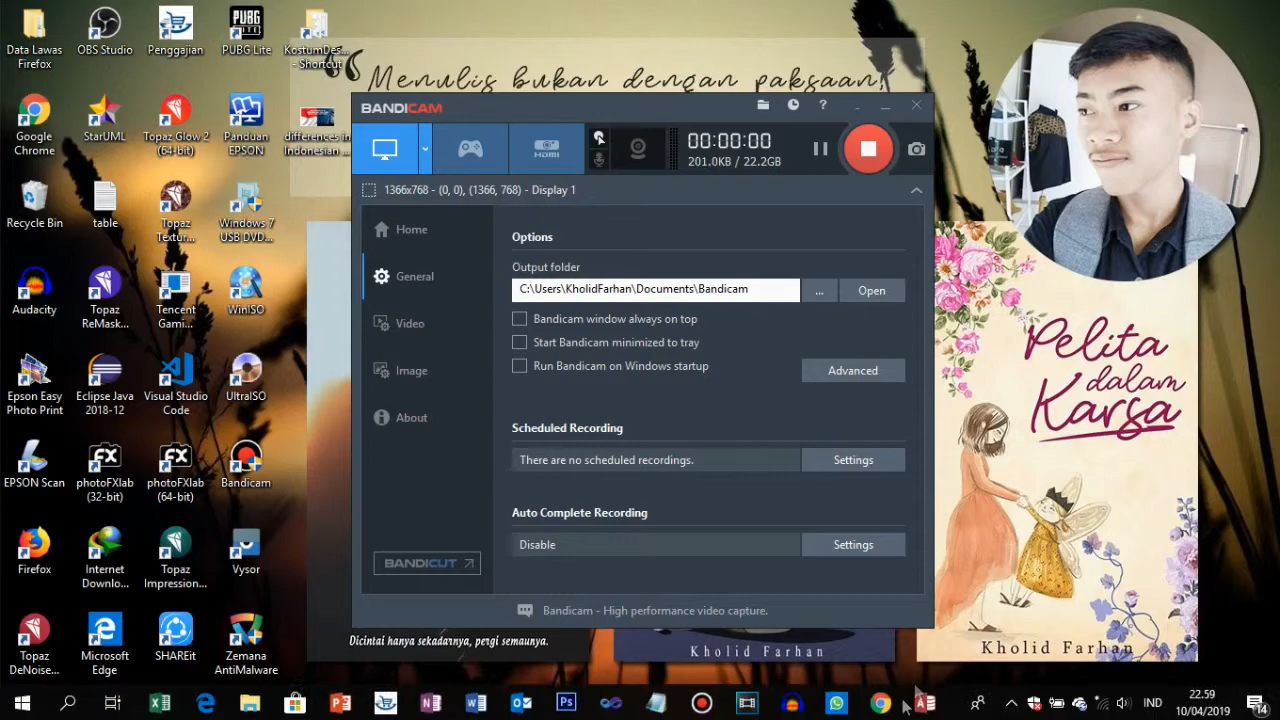 Data Lawas
Firefox
OBS Studio
Penggajian
PUBG
LITE
PUBG Lite
KostumDes...
- Shortcut
Google
Chrome
StarUML
Topaz Glow 2
(64-bit)
Panduan
EPSON
differences in
Indonesian
Recycle Bin
table
Topaz
Textur...
Windows 7
USB DVD...
Audacity
Topaz
ReMask...
Tencent
Gami...
WinISO
Epson Easy
Photo Print
Eclipse Java
2018-12
Visual Studio
Code
UltraISO
EPSON Scan
photoFXlab
(32-bit)
photoFXlab
(64-bit)
Bandicam
Firefox
Internet
Downlo...
Topaz
Impression...
Vysor
Topaz
DeNoise...
Microsoft
Edge
SHAREit
Zemana
AntiMalware
“Menulis bukan dengan paksaan,
BANDICAM
HDMI
00:00:00
201.0KB / 22.2GB
1366x768 - (0, 0), (1366, 768) - Display 1
Home
General
Video
Image
About
BANDICUT
Options
Output folder
C:\Users\KholidFarhan\Documents\Bandicam
...
Open
Bandicam window always on top
Start Bandicam minimized to tray
Run Bandicam on Windows startup
Advanced
Scheduled Recording
There are no scheduled recordings.
Settings
Auto Complete Recording
Disable
Settings
Bandicam - High performance video capture.
Dicintai hanya sekadarnya, pergi semaunya.
Kholid Farhan
Pelita
dalam
Karsa
Kholid Farhan
IND
22.59
10/04/2019
14